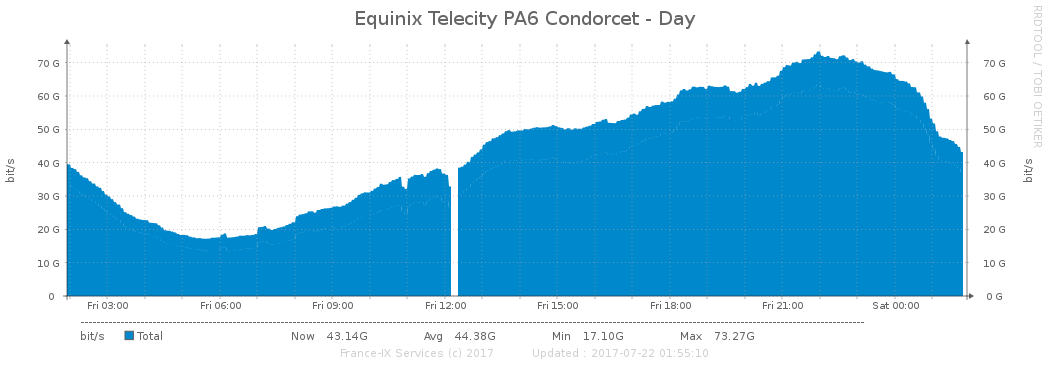 Equinix Telecity PA6 Condorcet - Day
RRDTOOL / TOBI OETIKER
bit/s
70 G
60 G
50 G
40 G
30 G
20 G
10 G
0
70 G
60 G
50 G
40 G
30 G
20 G
10 G
0 G
bit/s
Fri 03:00 Fri 06:00 Fri 09:00 Fri 12:00 Fri 15:00 Fri 18:00 Fri 21:00 Sat 00:00
bit/s Total Now 43.14G Avg 44.38G Min 17.10G Max 73.27G
France-IX Services (c) 2017 Updated : 2017-07-22 01:55:10